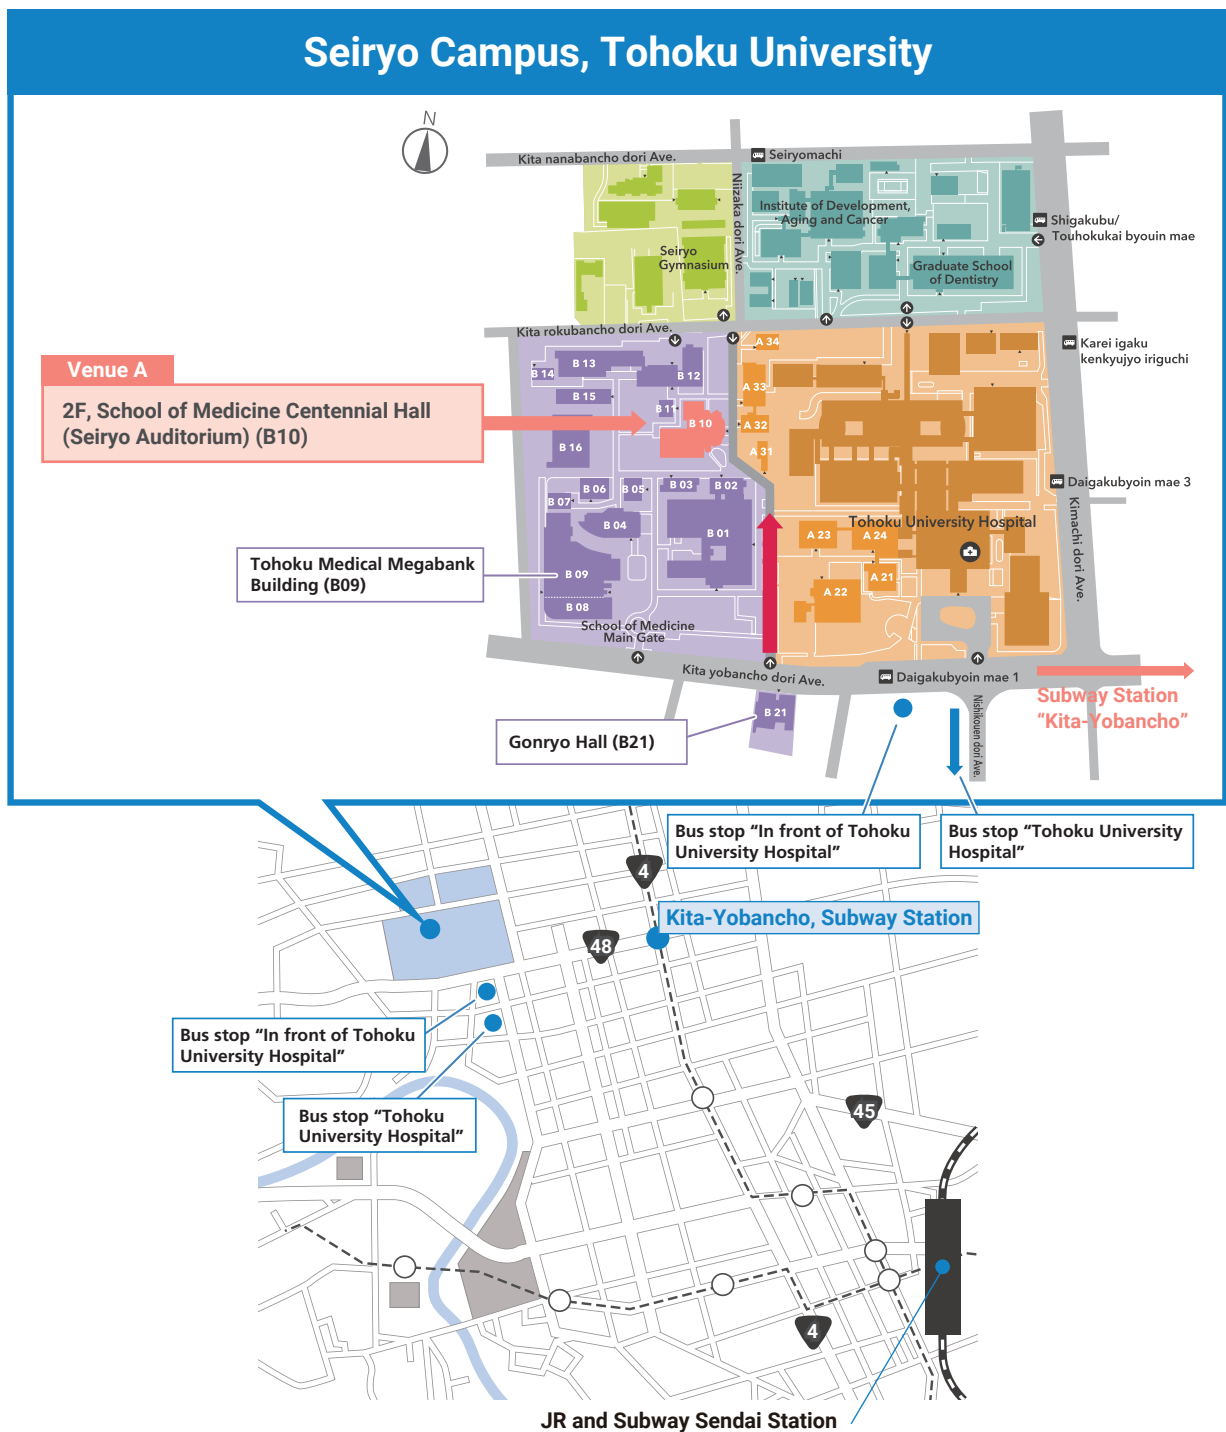 Seiryo Campus, Tohoku University
N
Kita nanabancho dori Ave.
Seiryomachi
Niizaka dori Ave.
Institute of Development,
Aging and Cancer
Shigakubu/
Touhokukai byouin mae
Seiryo
Gymnasium
Graduate School
of Dentistry
Kita rokubancho dori Ave.
Karei igaku
kenkyujyo iriguchi
Venue A
2F, School of Medicine Centennial Hall
(Seiryo Auditorium) (B10)
A 34
B 13
B 14
B 12
A 33
B 15
B 11
B 10
A 32
B 16
A 31
B 06
B 05
B 03
B 02
Daigakubyoin mae 3
B 07
B 04
B 01
A 23
A 24
Tohoku University Hospital
Kimachi dori Ave.
Tohoku Medical Megabank
Building (B09)
B 09
A 21
A 22
B 08
School of Medicine
Main Gate
Kita yobancho dori Ave.
Daigakubyoin mae 1
Subway Station
“Kita-Yobancho”
Nishikouen dori Ave.
B 21
Gonryo Hall (B21)
Bus stop “In front of Tohoku
University Hospital”
Bus stop “Tohoku University
Hospital”
4
Kita-Yobancho, Subway Station
48
Bus stop “In front of Tohoku
University Hospital”
Bus stop “Tohoku
University Hospital”
45
4
JR and Subway Sendai Station